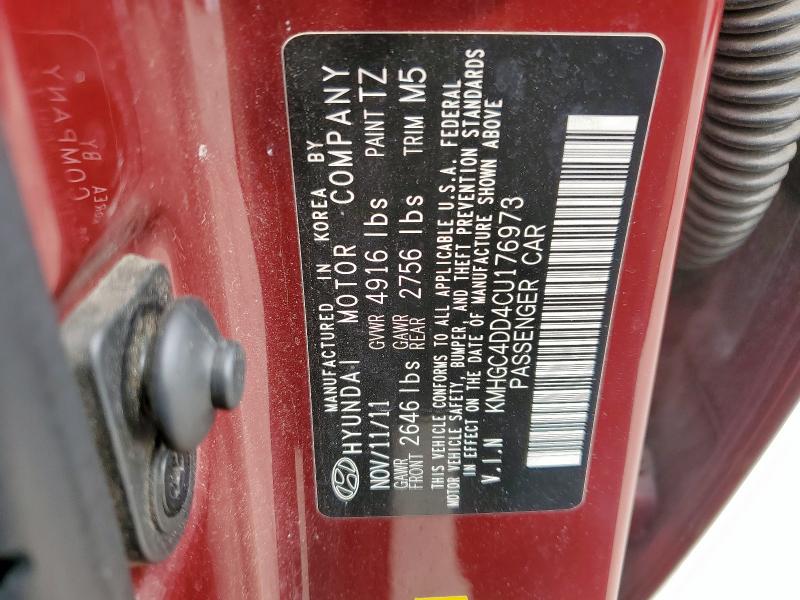 MANUFACTURED IN KOREA BY
HYUNDAI MOTOR COMPANY
NOV/11/11 GVWR 4916 lbs PAINT TZ
GAWR FRONT 2646 lbs GAWR REAR 2756 lbs TRIM M5
THIS VEHICLE CONFORMS TO ALL APPLICABLE U.S.A. FEDERAL
MOTOR VEHICLE SAFETY, BUMPER, AND THEFT PREVENTION STANDARDS
IN EFFECT ON THE DATE OF MANUFACTURE SHOWN ABOVE
V.I.N KMHGC4DD4CU176973
PASSENGER CAR
BY
COMPANY